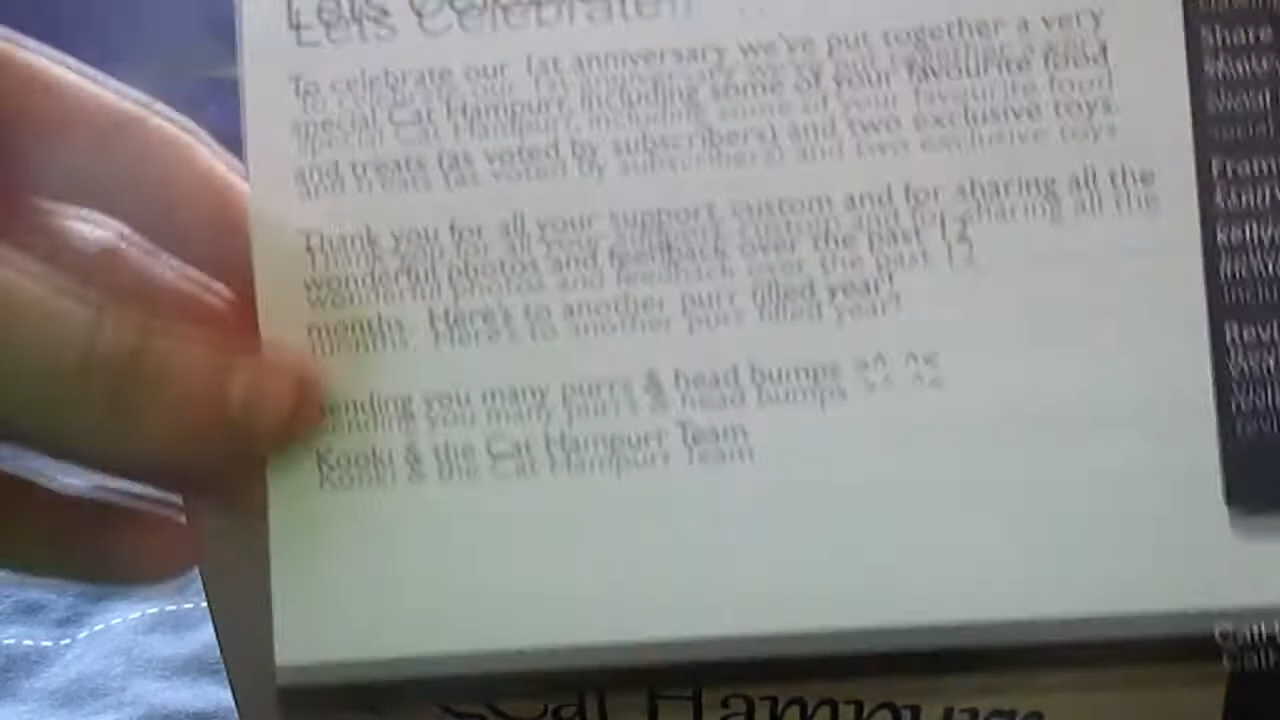 Lets Celebrate!!
To celebrate our 1st anniversary we've put together a very
special Cat Hampurr, including some of your favourite food
and treats (as voted by subscribers) and two exclusive toys.
Thank you for all your support, custom and for sharing all the
wonderful photos and feedback over the past 12
months. Here's to another purr filled year!
Sending you many purrs & head bumps >^.^<
Kooki & the Cat Hampurr Team
Cat Hampurr
Share